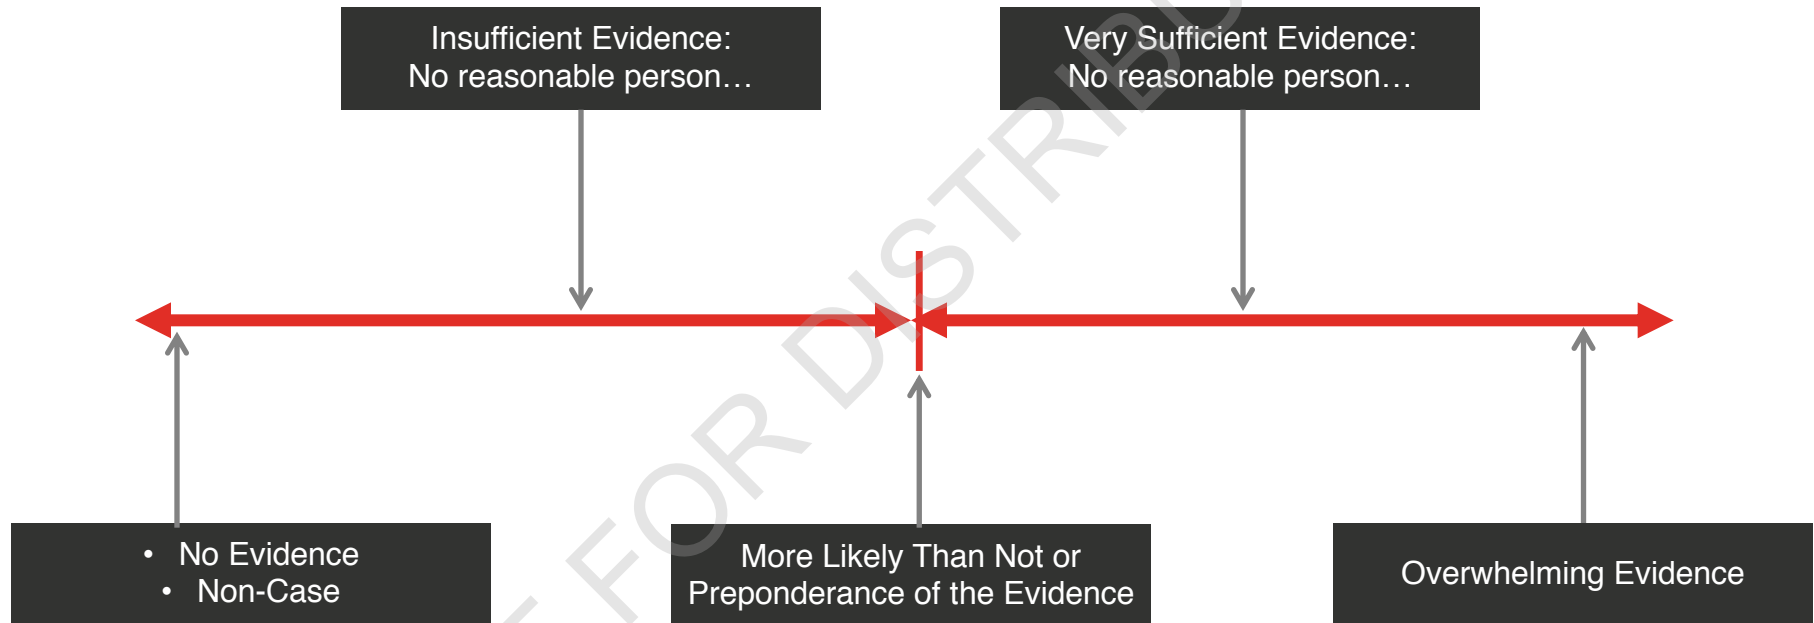 Insufficient Evidence:
No reasonable person…
Very Sufficient Evidence:
No reasonable person…
• No Evidence
• Non-Case
More Likely Than Not or
Preponderance of the Evidence
Overwhelming Evidence
FOR DISTRIBU